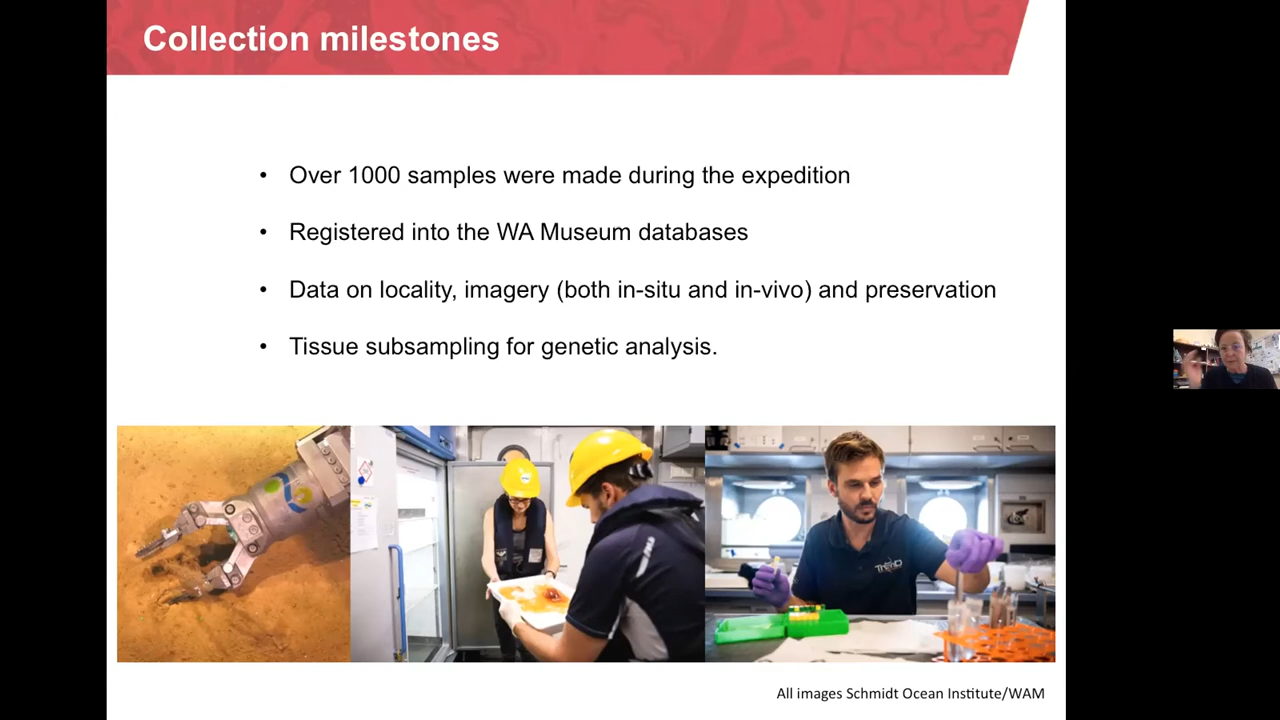 Collection milestones
• Over 1000 samples were made during the expedition
• Registered into the WA Museum databases
• Data on locality, imagery (both in-situ and in-vivo) and preservation
• Tissue subsampling for genetic analysis.
All images Schmidt Ocean Institute/WAM